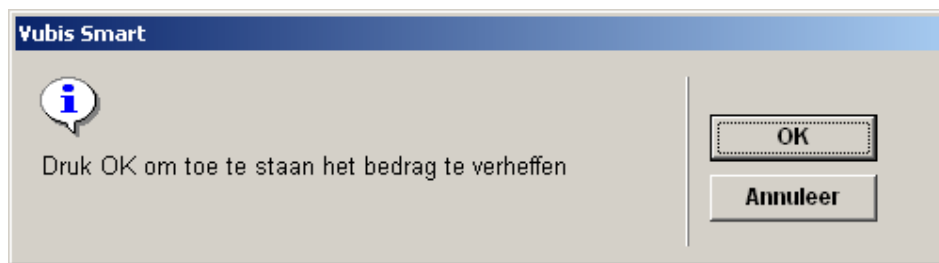 Vubis Smart
Druk OK om toe te staan het bedrag te verheffen
OK
Annuleer